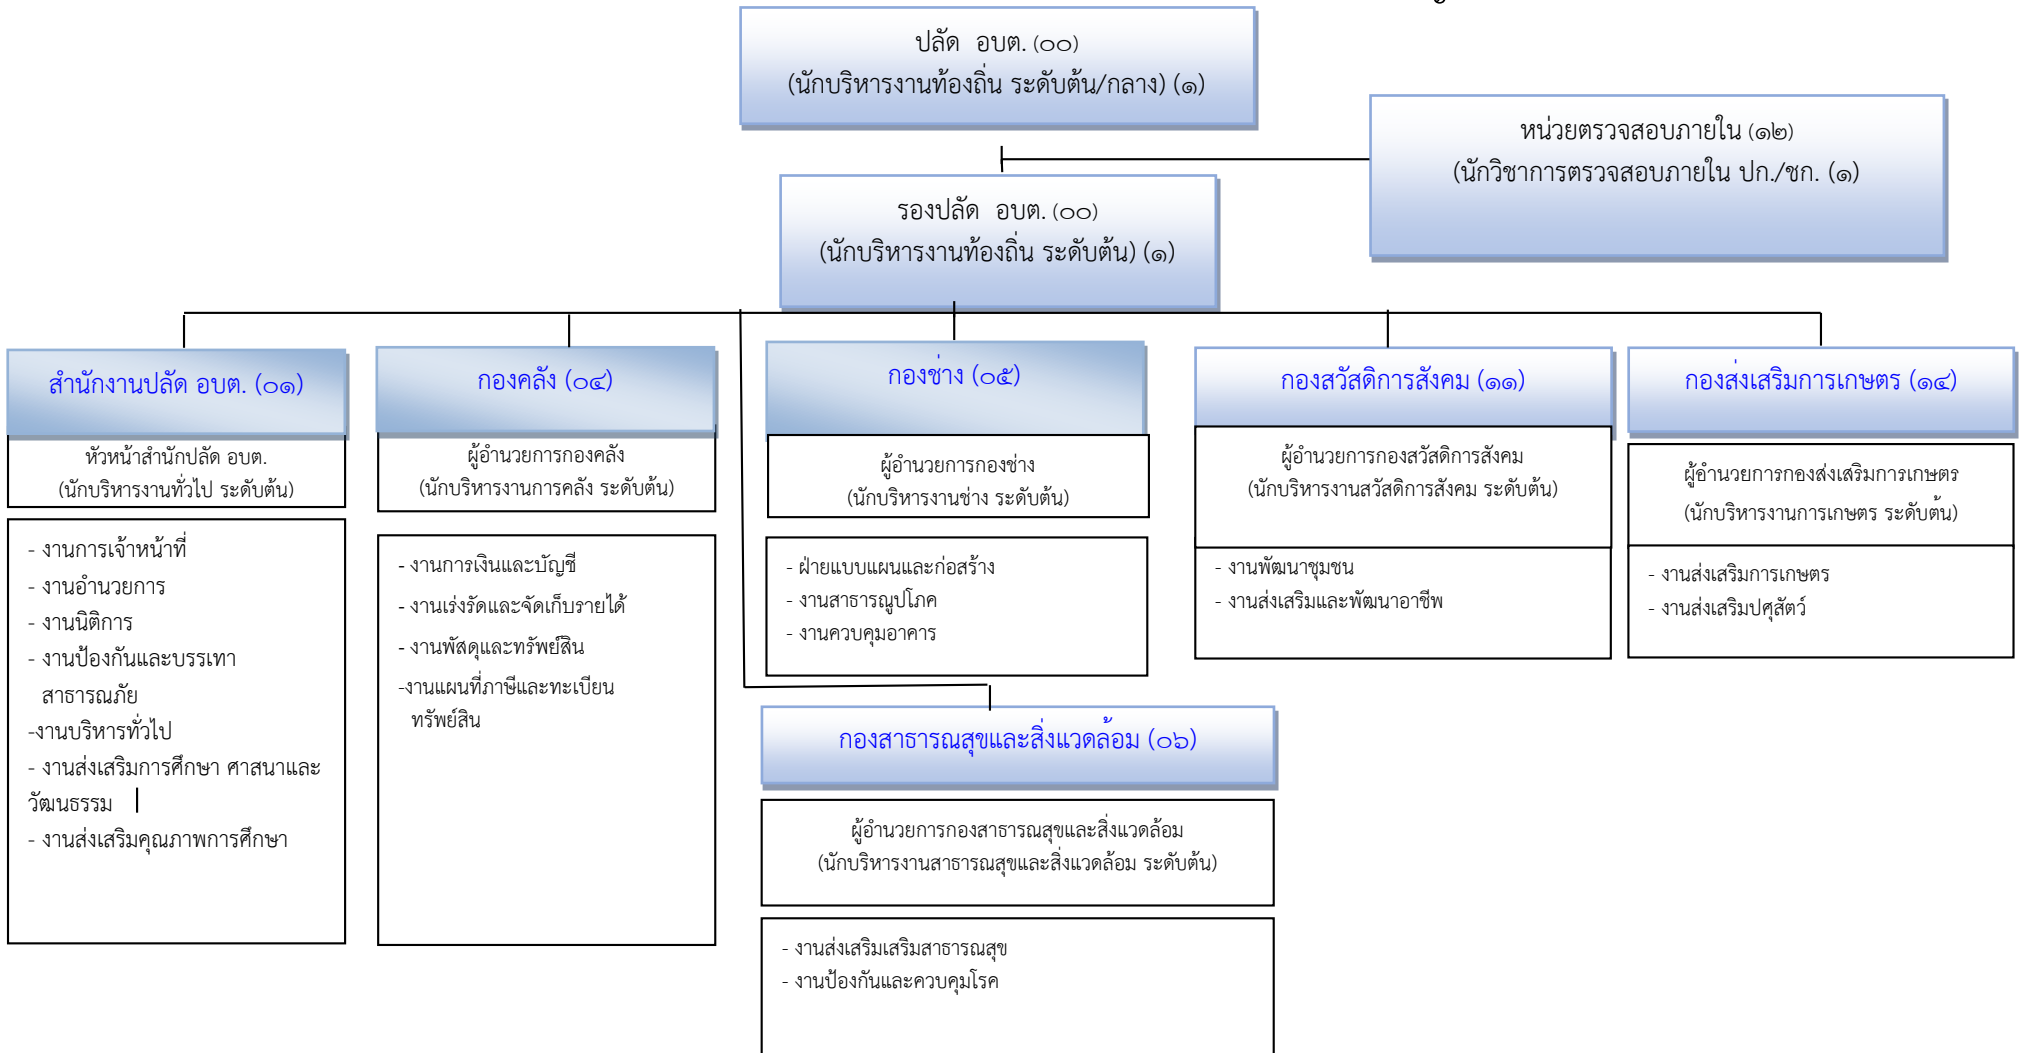 ปลัด อบต. (๐๐)
(นักบริหารงานท้องถิ่น ระดับต้น/กลาง) (๑)
หน่วยตรวจสอบภายใน (๑๒)
(นักวิชาการตรวจสอบภายใน ปก./ชก. (๑)
รองปลัด อบต. (๐๐)
(นักบริหารงานท้องถิ่น ระดับต้น) (๑)
สำนักงานปลัด อบต. (๐๑)
หัวหน้าสำนักปลัด อบต.
(นักบริหารงานทั่วไป ระดับต้น)
- งานการเจ้าหน้าที่
- งานอำนวยการ
- งานนิติการ
- งานป้องกันและบรรเทา
สาธารณภัย
-งานบริหารทั่วไป
- งานส่งเสริมการศึกษา ศาสนาและ
วัฒนธรรม
- งานส่งเสริมคุณภาพการศึกษา
กองคลัง (๐๔)
ผู้อำนวยการกองคลัง
(นักบริหารงานการคลัง ระดับต้น)
- งานการเงินและบัญชี
- งานเร่งรัดและจัดเก็บรายได้
- งานพัสดุและทรัพย์สิน
-งานแผนที่ภาษีและทะเบียน
ทรัพย์สิน
กองช่าง (๐๕)
ผู้อำนวยการกองช่าง
(นักบริหารงานช่าง ระดับต้น)
- ฝ่ายแบบแผนและก่อสร้าง
- งานสาธารณูปโภค
- งานควบคุมอาคาร
กองสวัสดิการสังคม (๑๑)
ผู้อำนวยการกองสวัสดิการสังคม
(นักบริหารงานสวัสดิการสังคม ระดับต้น)
- งานพัฒนาชุมชน
- งานส่งเสริมและพัฒนาอาชีพ
กองส่งเสริมการเกษตร (๑๔)
ผู้อำนวยการกองส่งเสริมการเกษตร
(นักบริหารงานการเกษตร ระดับต้น)
- งานส่งเสริมการเกษตร
- งานส่งเสริมปศุสัตว์
กองสาธารณสุขและสิ่งแวดล้อม (๐๖)
ผู้อำนวยการกองสาธารณสุขและสิ่งแวดล้อม
(นักบริหารงานสาธารณสุขและสิ่งแวดล้อม ระดับต้น)
- งานส่งเสริมเสริมสาธารณสุข
- งานป้องกันและควบคุมโรค